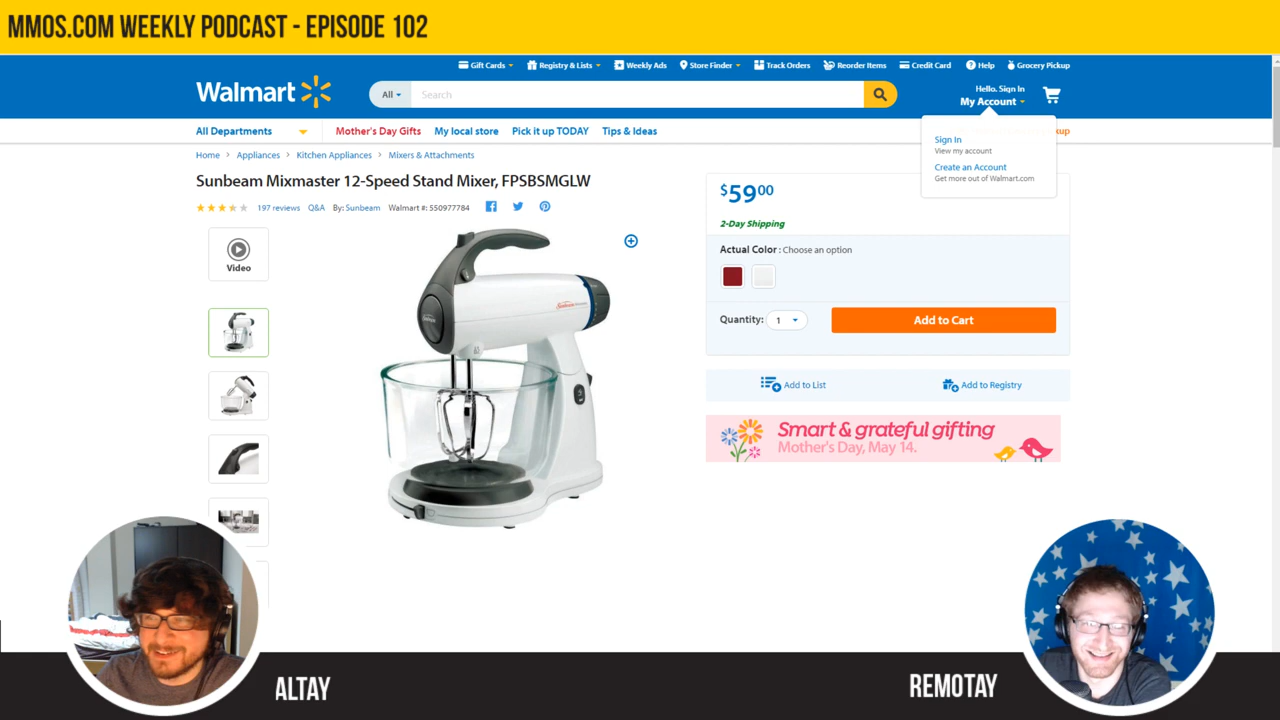 MMOS.COM WEEKLY PODCAST - EPISODE 102
Gift Cards Registry & Lists Weekly Ads Store Finder Track Orders Reorder Items Credit Card Help Grocery Pickup
Walmart
All
Search
Hello. Sign In
My Account
All Departments
Mother's Day Gifts My local store Pick it up TODAY Tips & Ideas
Sign In
View my account
Create an Account
Get more out of Walmart.com
Home > Appliances > Kitchen Appliances > Mixers & Attachments
Sunbeam Mixmaster 12-Speed Stand Mixer, FPSBSMGLW
197 reviews Q&A By: Sunbeam Walmart #: 550977784
Video
$5900
2-Day Shipping
Actual Color : Choose an option
Quantity: 1
Add to Cart
Add to List Add to Registry
Smart & grateful gifting
Mother's Day, May 14.
ALTAY
REMOTAY